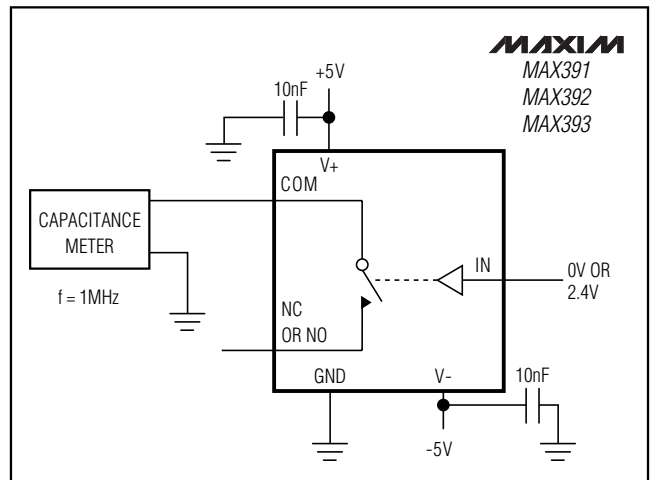 MAXIM
MAX391
MAX392
MAX393
+5V
10nF
V+
COM
CAPACITANCE
METER
f = 1MHz
IN
0V OR
2.4V
NC
OR NO
GND
V-
10nF
-5V